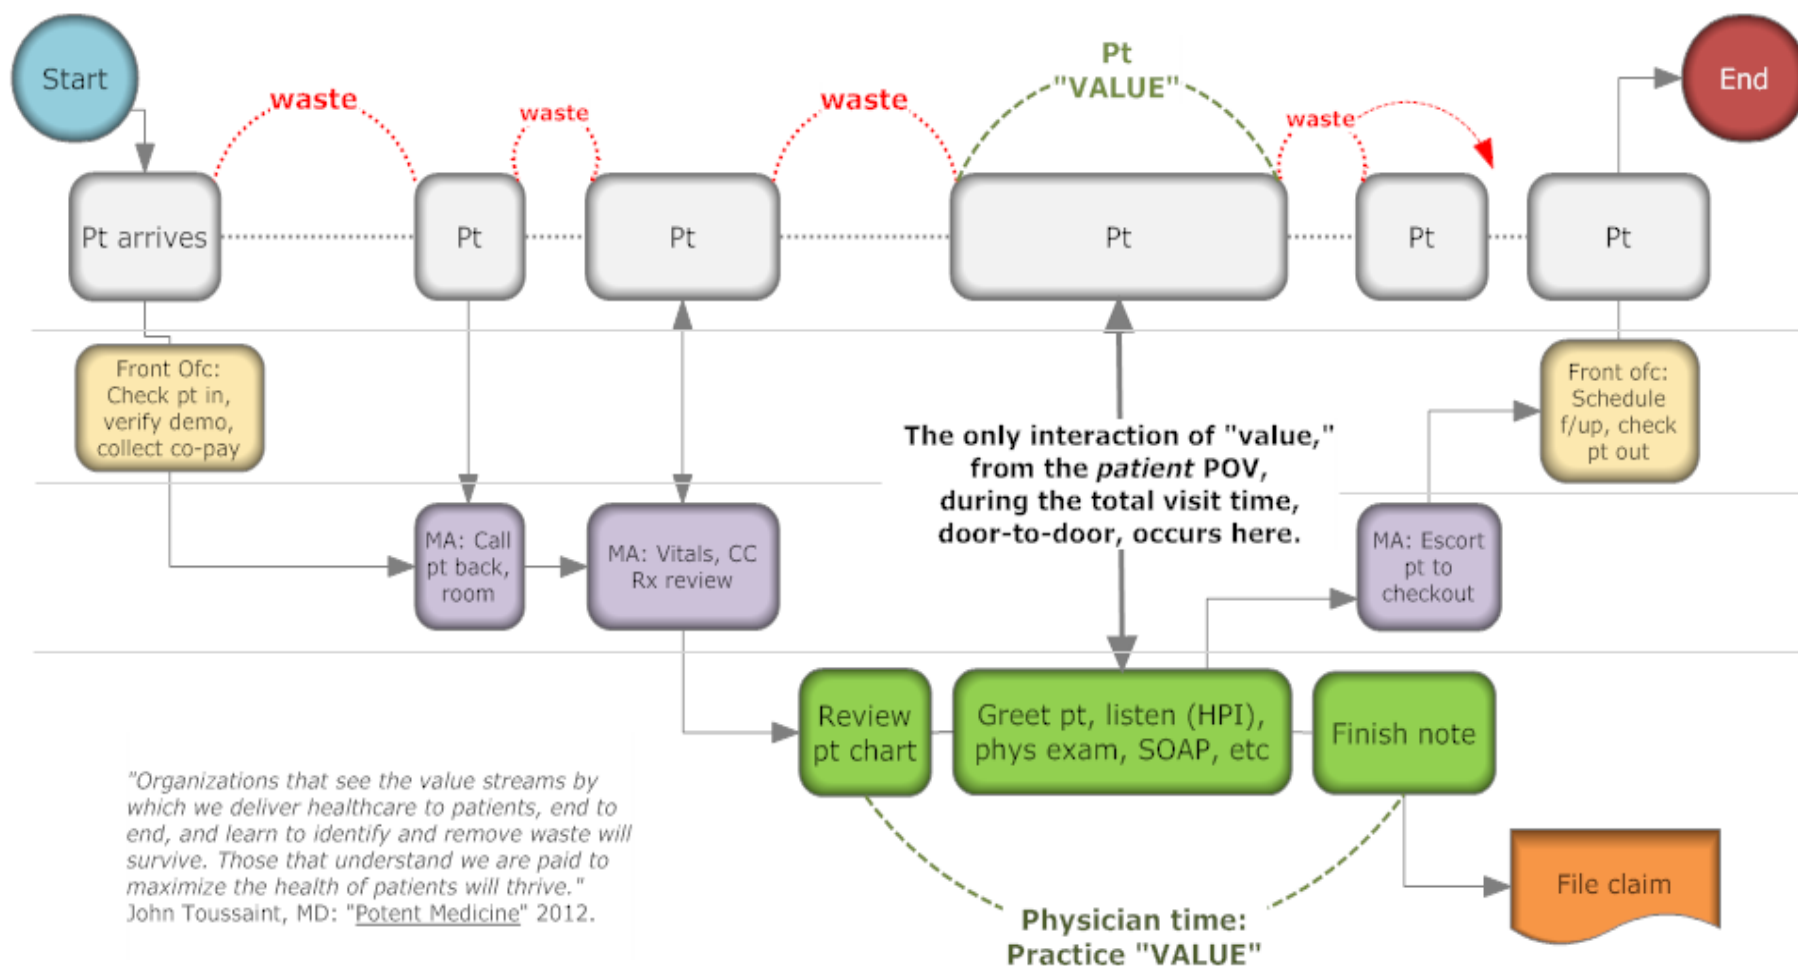 Start
waste
waste
waste
Pt
"VALUE"
waste
End
Pt arrives
Pt
Pt
Pt
Pt
Pt
Front Ofc:
Check pt in,
verify demo,
collect co-pay
Front ofc:
Schedule
f/up, check
pt out
The only interaction of "value,"
from the patient POV,
during the total visit time,
door-to-door, occurs here.
MA: Call
pt back,
room
MA: Vitals, CC
Rx review
MA: Escort
pt to
checkout
Review
pt chart
Greet pt, listen (HPI),
phys exam, SOAP, etc
Finish note
"Organizations that see the value streams by
which we deliver healthcare to patients, end to
end, and learn to identify and remove waste will
survive. Those that understand we are paid to
maximize the health of patients will thrive."
John Toussaint, MD: "Potent Medicine" 2012.
File claim
Physician time:
Practice "VALUE"